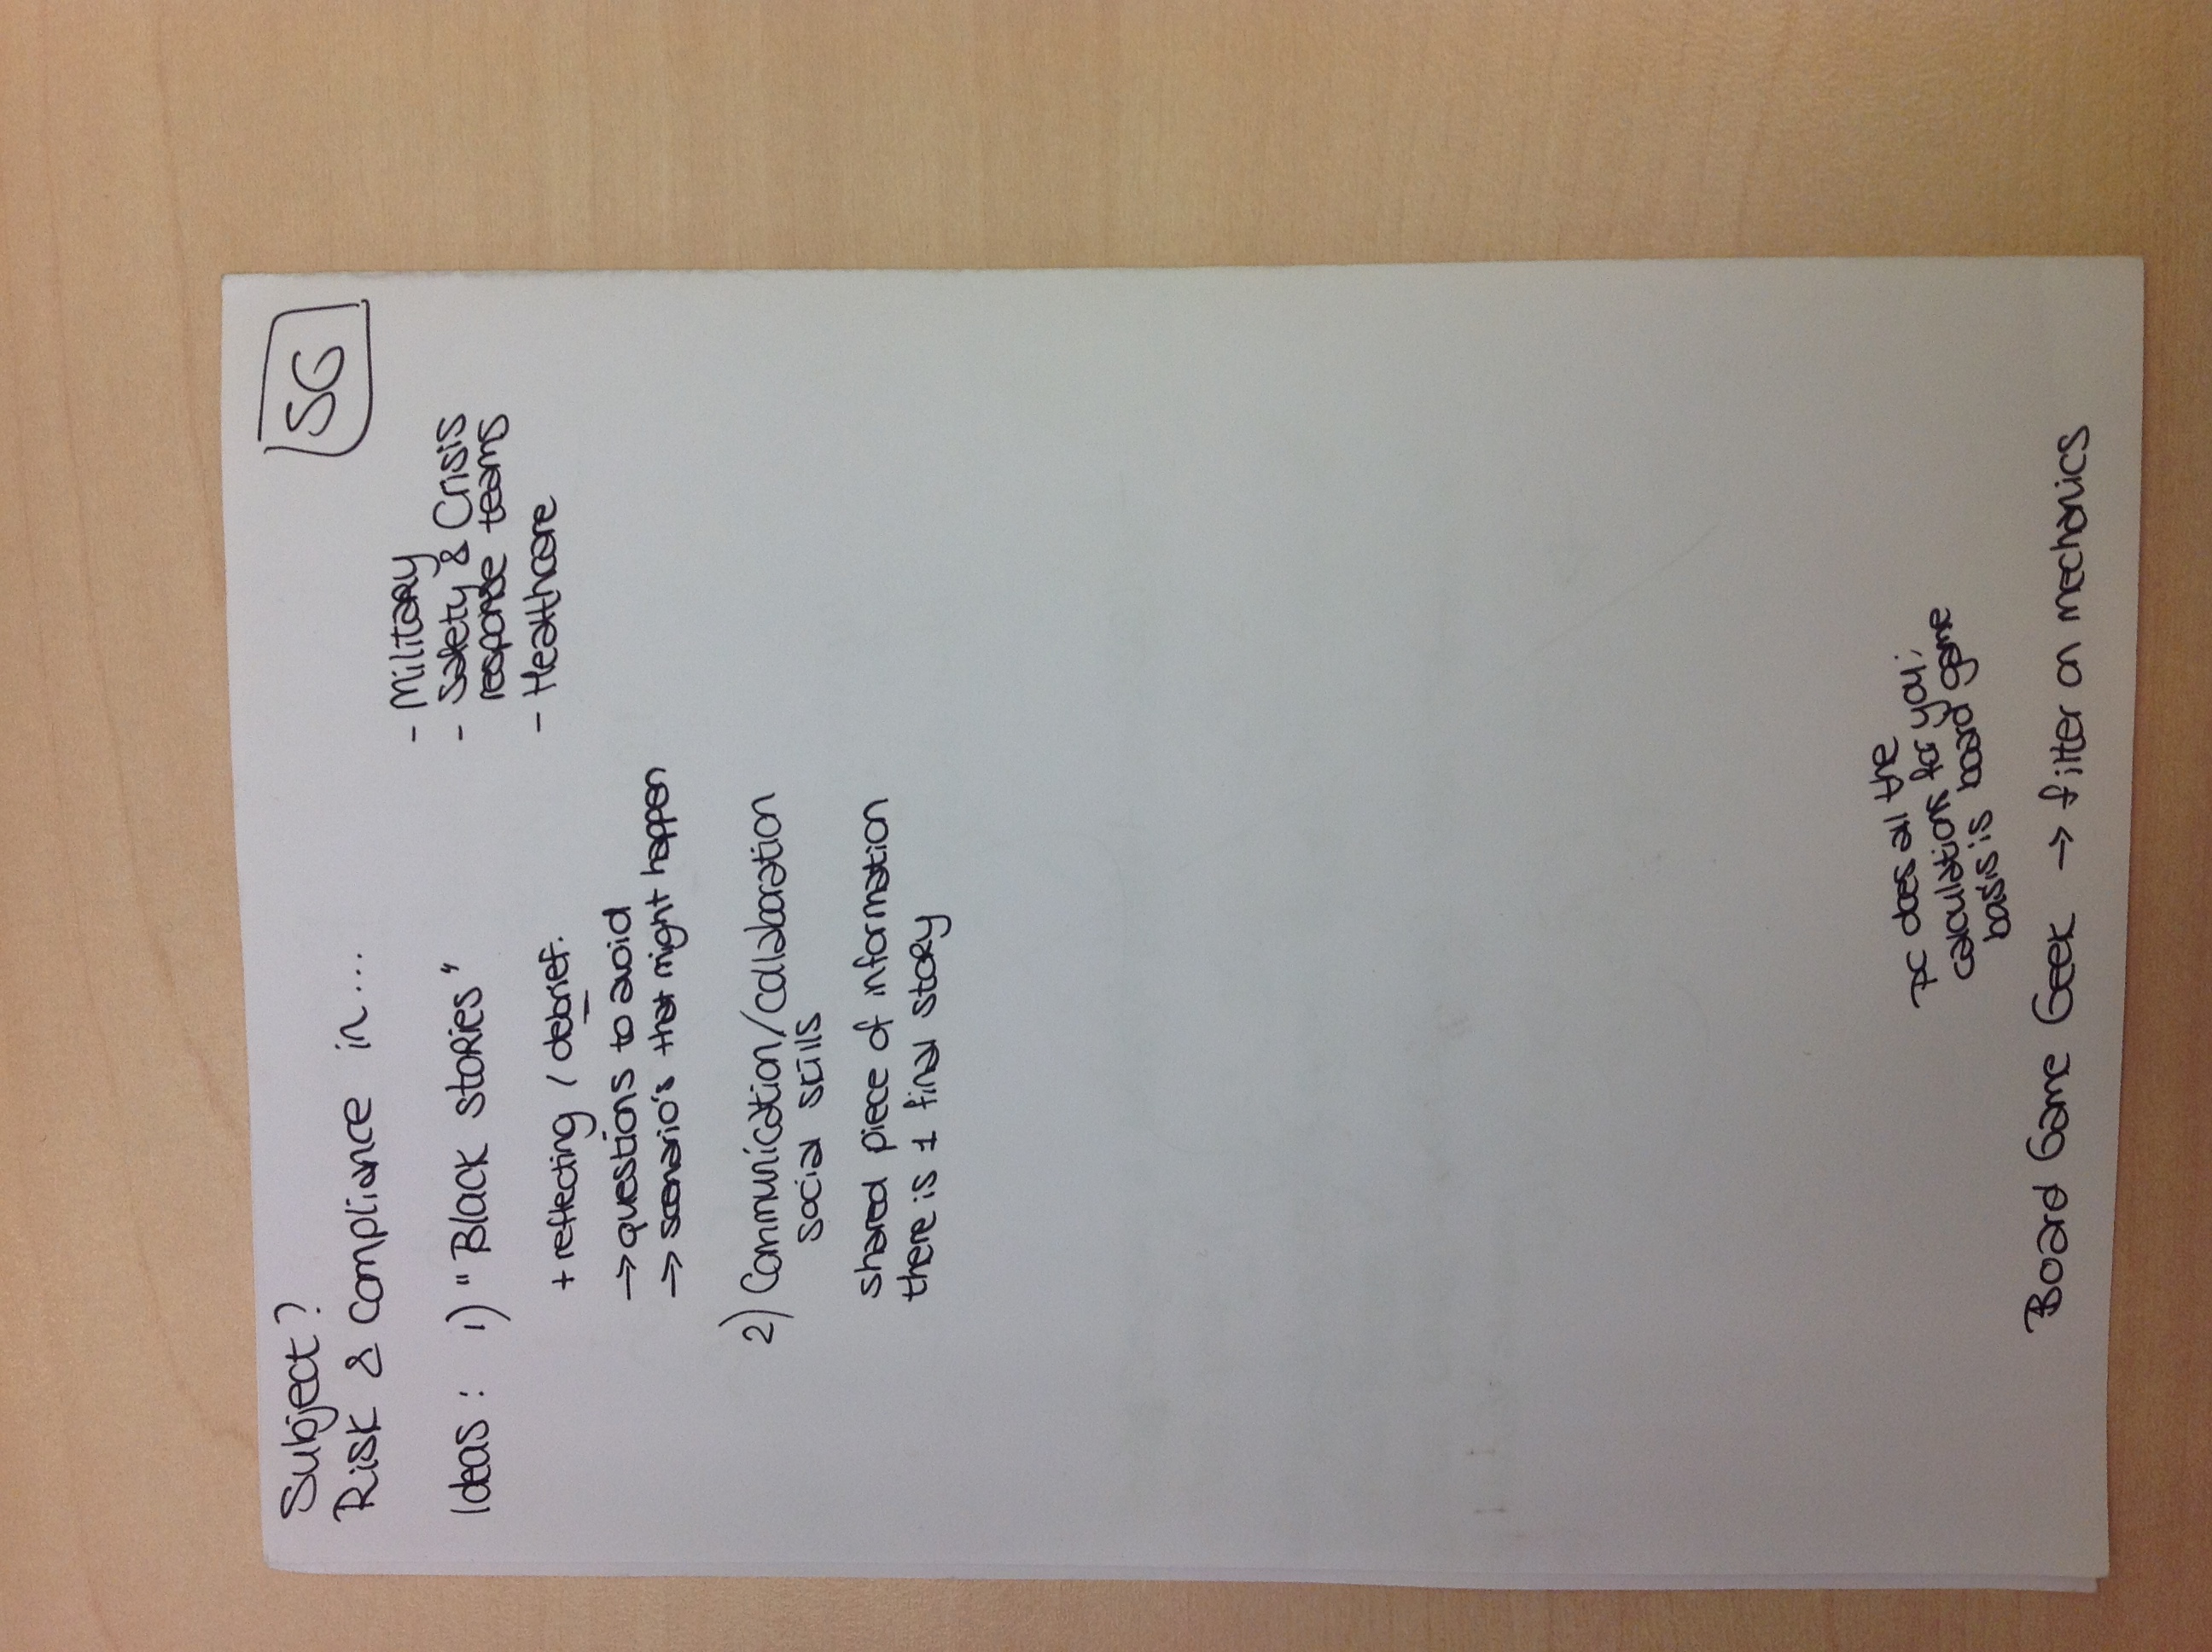 Subject?
SG
Risk & compliance in...
- Military
- Safety & Crisis
response teams
- Healthcare
Ideas: 1) "Black stories"
+ reflecting / debrief.
→ questions to avoid
→ scenario's that might happen
2) Communication/collaboration
social skills
shared piece of information
there is 1 final story
PC does all the
calculations for you;
basis is board game
Board Game Geek → filter on mechanics